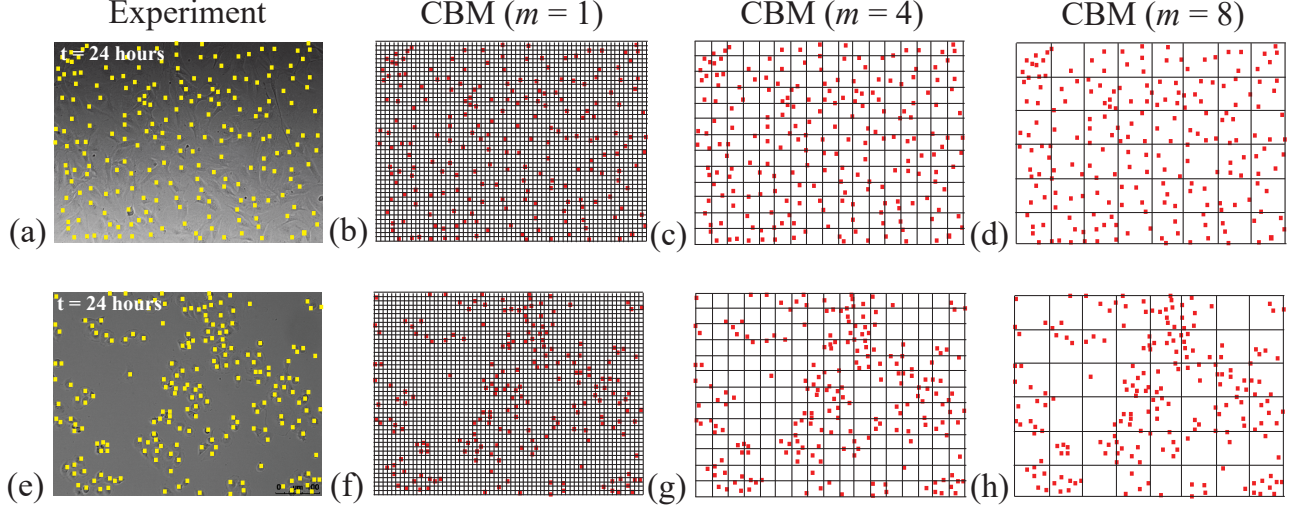 Experiment CBM (m = 1) CBM (m = 4) CBM (m = 8)
t = 24 hours
(a) (b) (c) (d)
t = 24 hours
(e) (f) (g) (h)